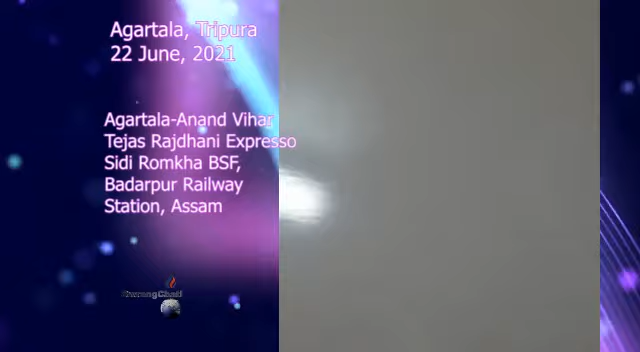 Agartala, Tripura
22 June, 2021
Agartala-Anand Vihar
Tejas Rajdhani Expresso
Sidi Romkha BSF,
Badarpur Railway
Station, Assam